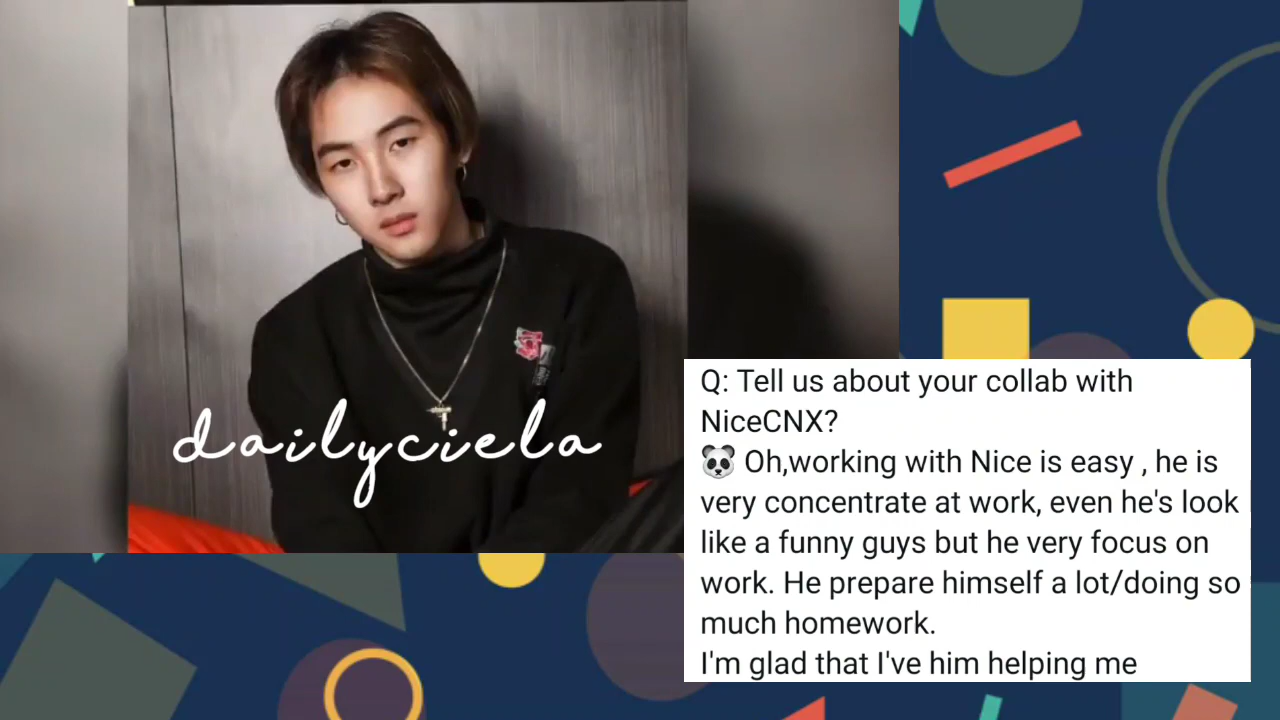 dailyciela
Q: Tell us about your collab with
NiceCNX?
🐼 Oh,working with Nice is easy , he is
very concentrate at work, even he's look
like a funny guys but he very focus on
work. He prepare himself a lot/doing so
much homework.
I'm glad that I've him helping me